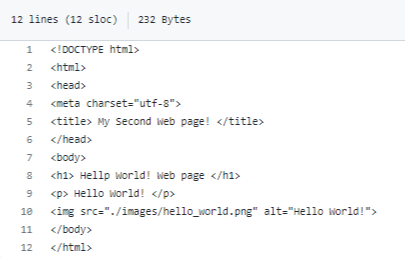 12 lines (12 sloc) 232 Bytes
1 <!DOCTYPE html>
2 <html>
3 <head>
4 <meta charset="utf-8">
5 <title> My Second Web page! </title>
6 </head>
7 <body>
8 <h1> Hellp World! Web page </h1>
9 <p> Hello World! </p>
10 <img src="./images/hello_world.png" alt="Hello World!">
11 </body>
12 </html>